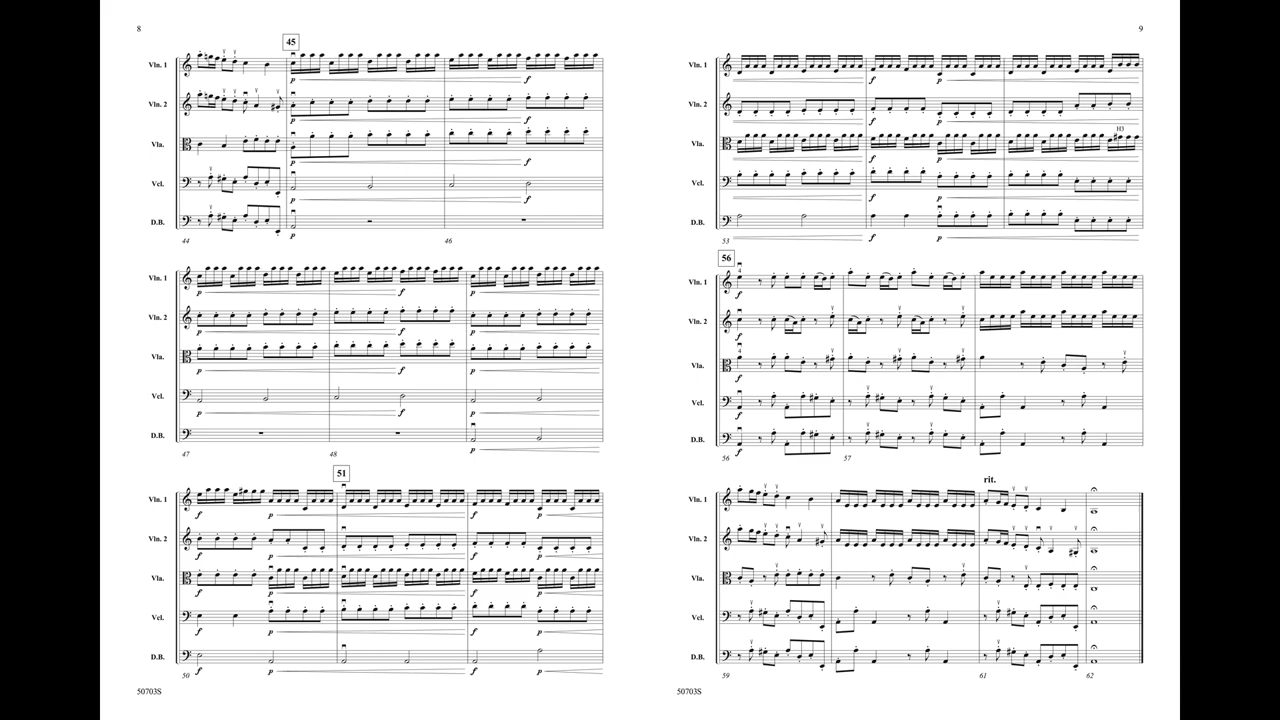 8
45
Vln. 1
p
f
Vln. 2
p
f
Vla.
p
f
Vcl.
p
f
D.B.
p
44
46
Vln. 1
p
f
p
Vln. 2
p
f
p
Vla.
p
f
p
Vcl.
p
f
p
D.B.
p
47
48
51
Vln. 1
f
p
f
p
Vln. 2
f
p
f
p
Vla.
f
p
f
p
Vcl.
f
p
f
p
D.B.
f
p
f
p
50
50703S
9
Vln. 1
f
p
Vln. 2
f
p
H3
Vla.
f
p
Vcl.
f
p
D.B.
f
p
53
56
4
Vln. 1
f
Vln. 2
f
4
Vla.
f
Vcl.
f
D.B.
f
56
57
rit.
Vln. 1
Vln. 2
Vla.
Vcl.
D.B.
59
61
62
50703S